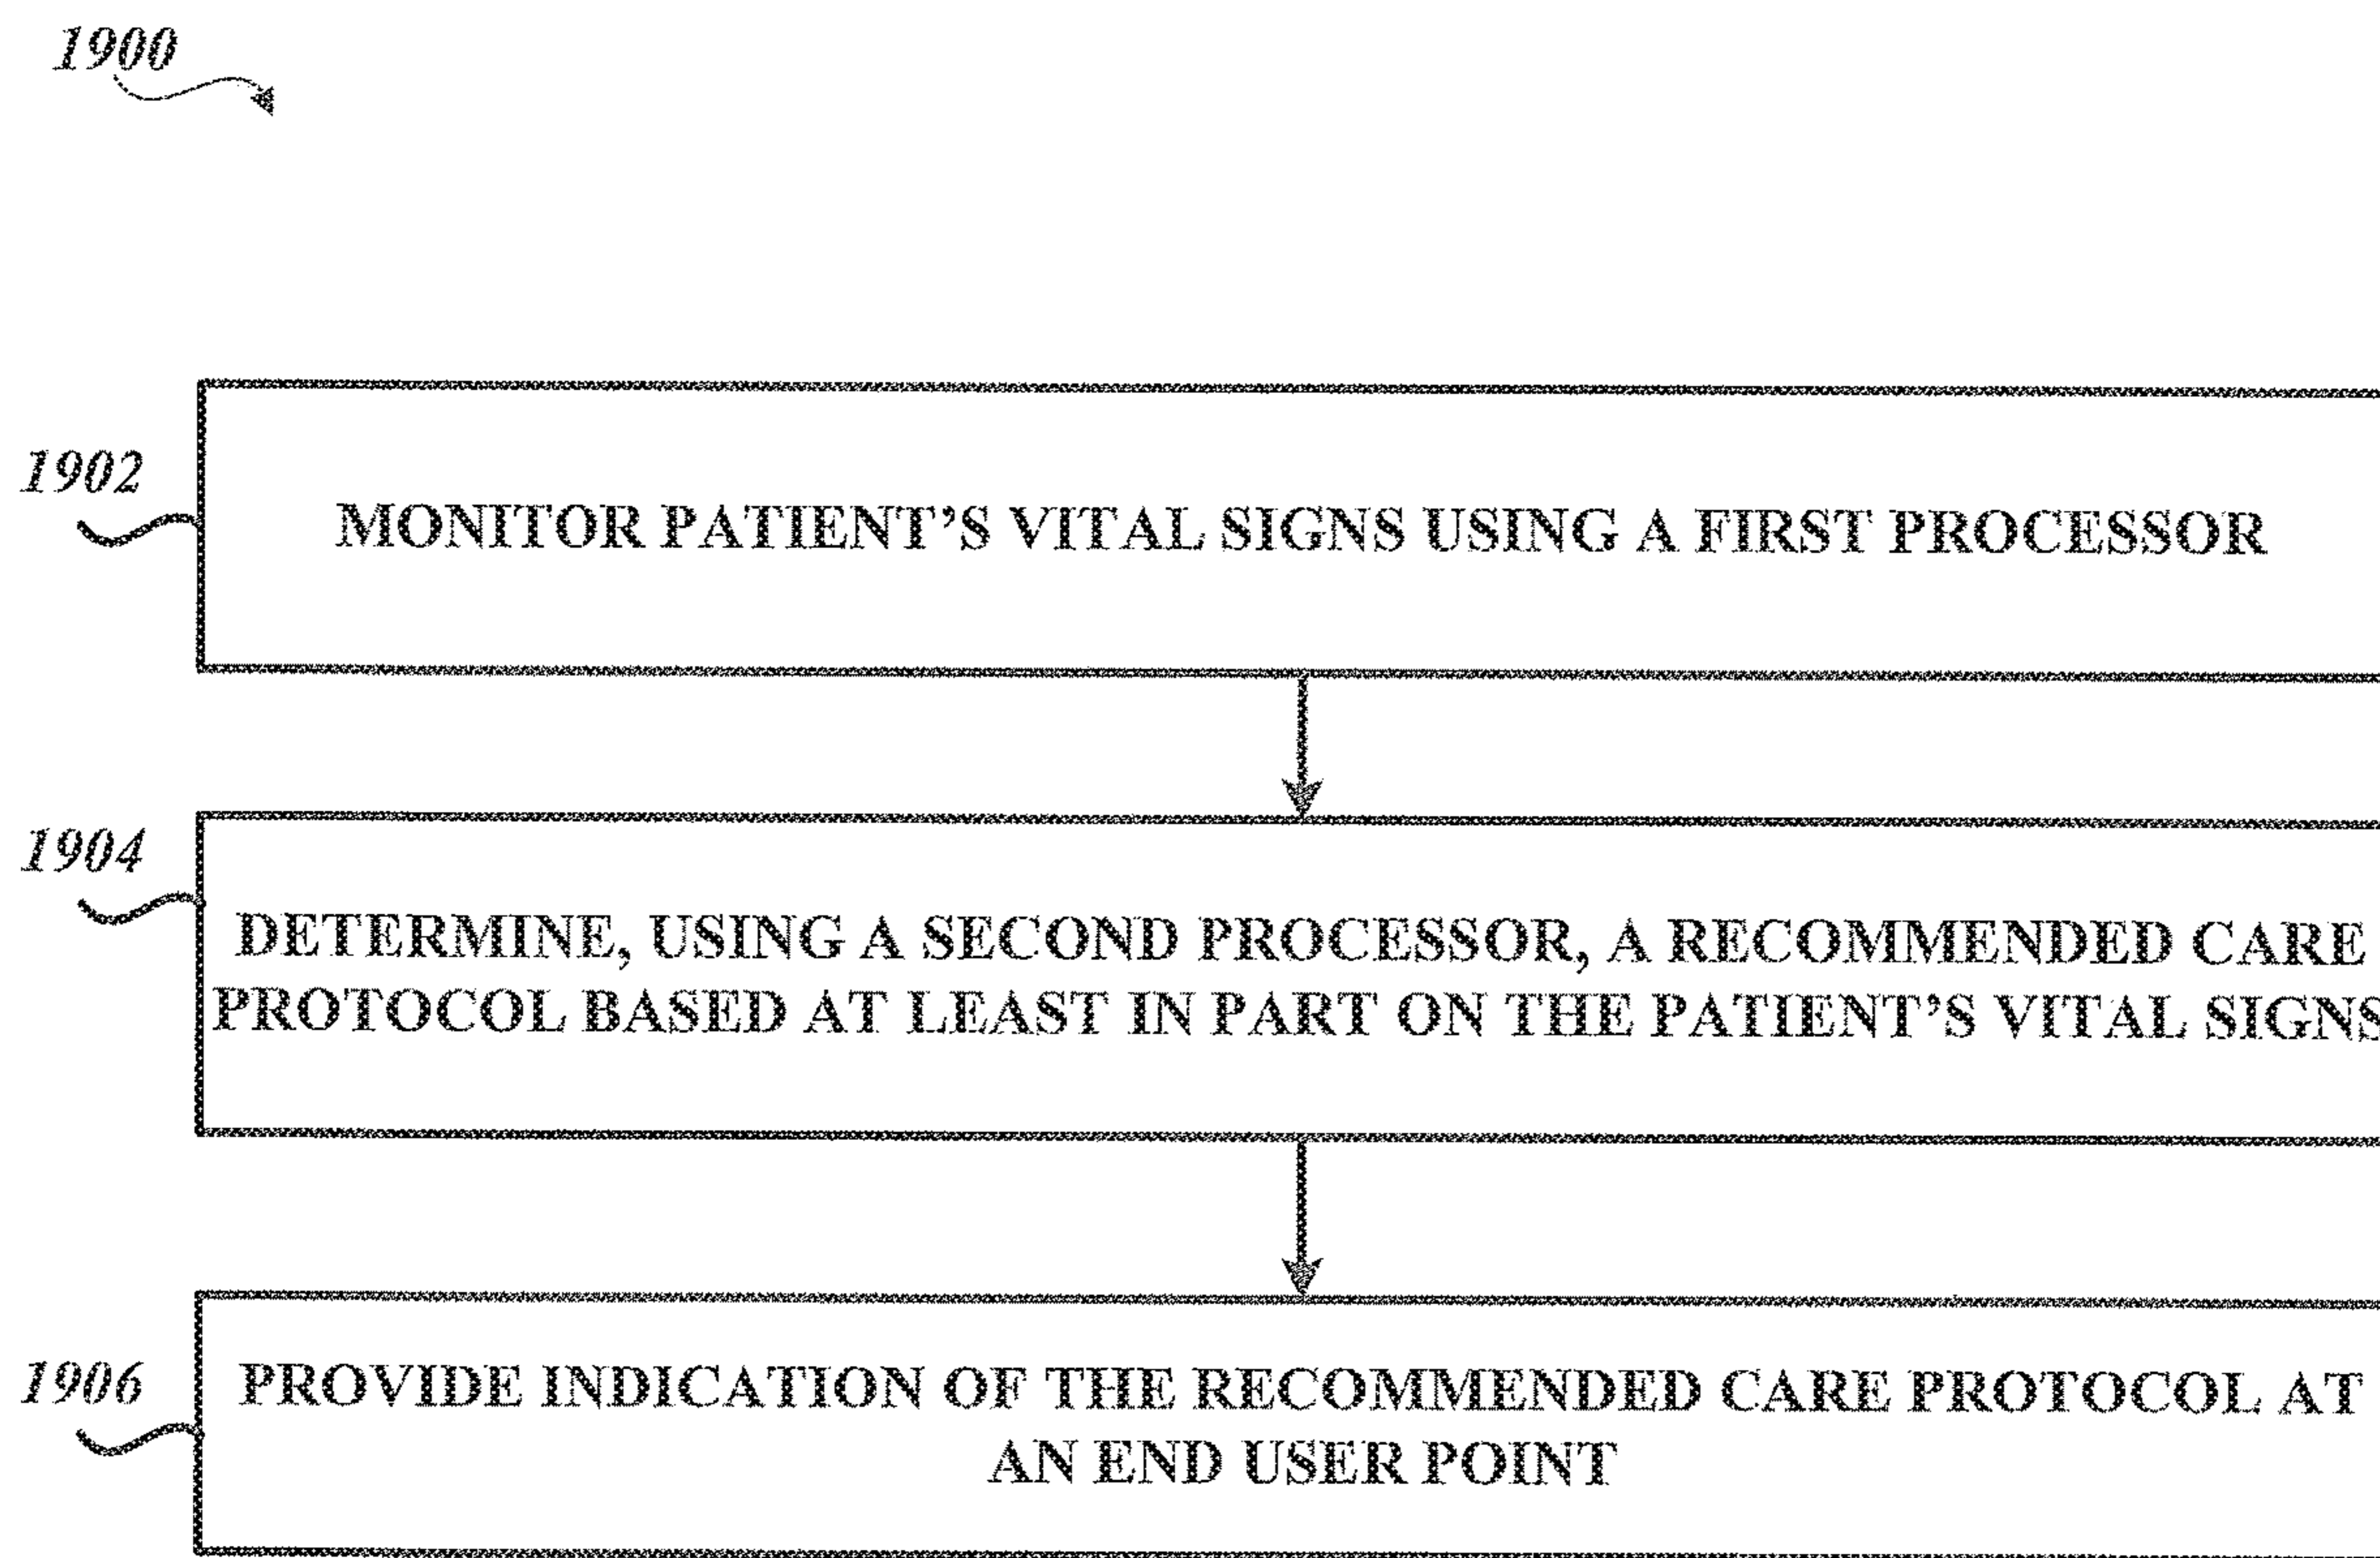 1900
1902
MONITOR PATIENT’S VITAL SIGNS USING A FIRST PROCESSOR
1904
DETERMINE, USING A SECOND PROCESSOR, A RECOMMENDED CARE
PROTOCOL BASED AT LEAST IN PART ON THE PATIENT’S VITAL SIGNS
1906
PROVIDE INDICATION OF THE RECOMMENDED CARE PROTOCOL AT
AN END USER POINT